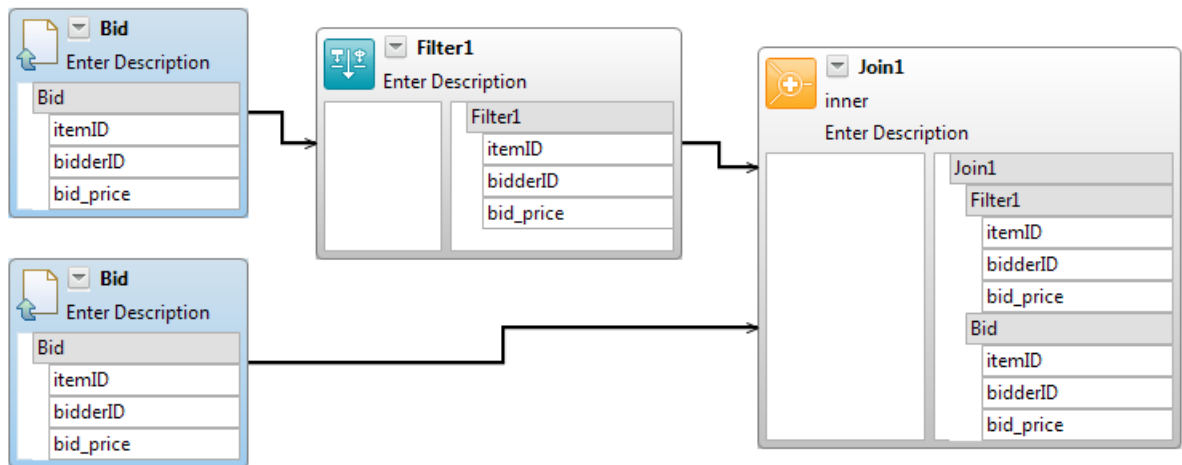 Bid
Enter Description
Bid
itemID
bidderID
bid_price
Filter1
Enter Description
Filter1
itemID
bidderID
bid_price
Join1
inner
Enter Description
Join1
Filter1
itemID
bidderID
bid_price
Bid
itemID
bidderID
bid_price
Bid
Enter Description
Bid
itemID
bidderID
bid_price